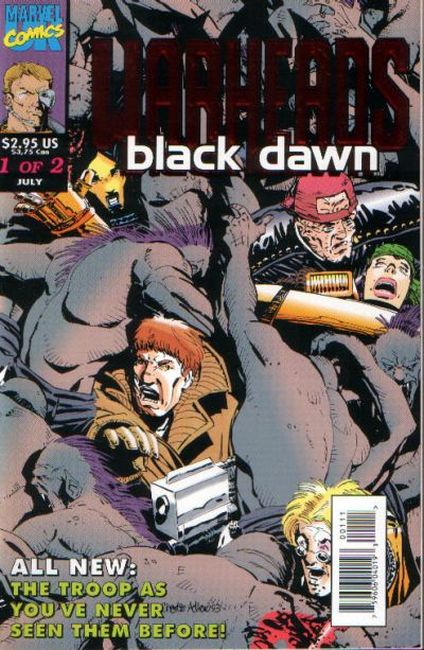 MARVEL
COMICS
UK
WARHEADS
black dawn
$2.95 US
$3.75 CAN
1 OF 2
JULY
00111
ALL NEW:
THE TROOP AS
YOU'VE NEVER
SEEN THEM BEFORE!